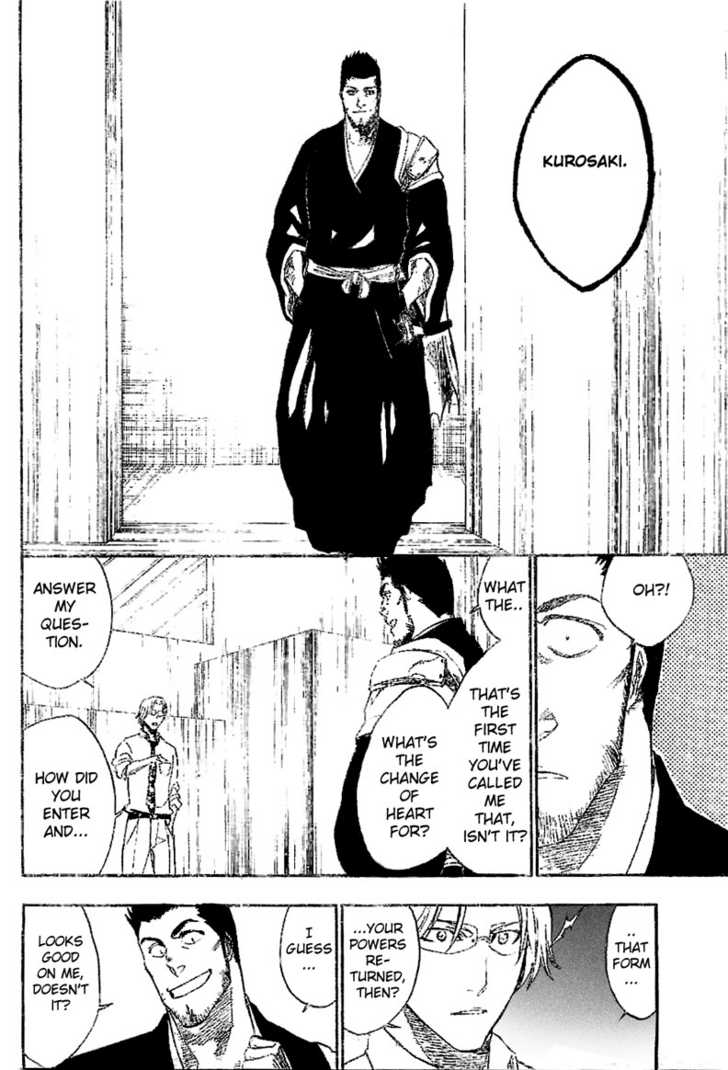 KUROSAKI.
OH?!
WHAT
THE..
THAT'S
THE
FIRST
TIME
YOU'VE
CALLED
ME
THAT,
ISN'T IT?
WHAT'S
THE
CHANGE
OF
HEART
FOR?
ANSWER
MY
QUES-
TION.
HOW DID
YOU
ENTER
AND...
..
THAT
FORM
...
...YOUR
POWERS
RE-
TURNED,
THEN?
I
GUESS
...
LOOKS
GOOD
ON ME,
DOESN'T
IT?